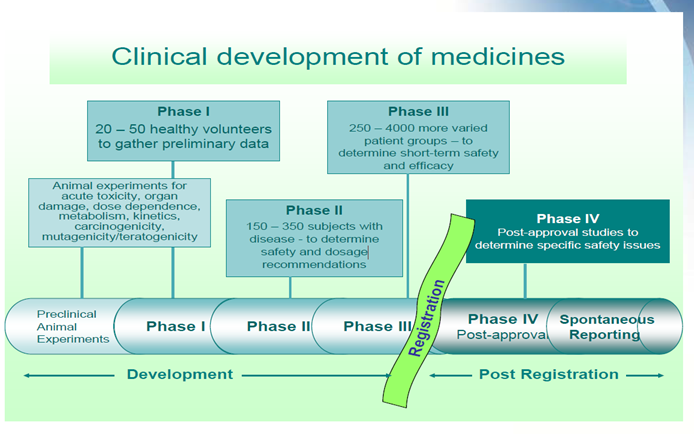 Clinical development of medicines
Phase I
20 – 50 healthy volunteers
to gather preliminary data
Phase III
250 – 4000 more varied
patient groups – to
determine short-term safety
and efficacy
Animal experiments for
acute toxicity, organ
damage, dose dependence,
metabolism, kinetics,
carcinogenicity,
mutagenicity/teratogenicity
Phase II
150 – 350 subjects with
disease - to determine
safety and dosage
recommendations
Phase IV
Post-approval studies to
determine specific safety issues
Preclinical
Animal
Experiments
Phase I
Phase II
Phase III
Registration
Phase IV
Post-approval
Spontaneous
Reporting
Development
Post Registration